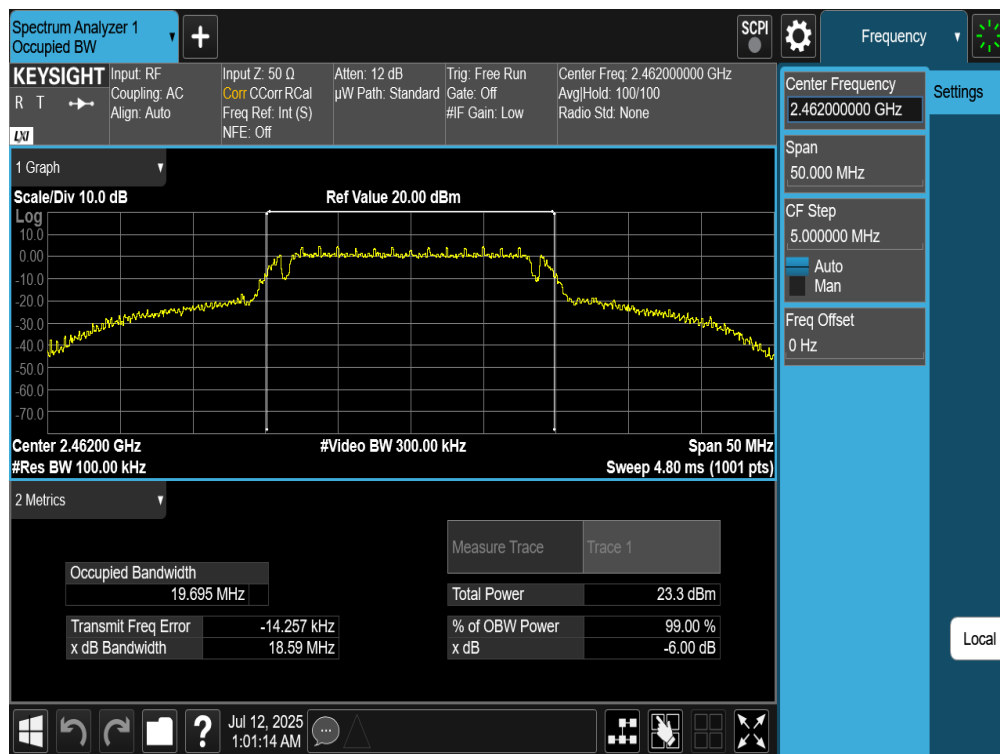 Spectrum Analyzer 1
Occupied BW
+
SCPI
Frequency
KEYSIGHT
R T
LXI
Input: RF
Coupling: AC
Align: Auto
Input Z: 50 Ω
Corr CCorr RCal
Freq Ref: Int (S)
NFE: Off
Atten: 12 dB
µW Path: Standard
Trig: Free Run
Gate: Off
#IF Gain: Low
Center Freq: 2.462000000 GHz
Avg|Hold: 100/100
Radio Std: None
Center Frequency
2.462000000 GHz
Settings
Span
50.000 MHz
CF Step
5.000000 MHz
Auto
Man
Freq Offset
0 Hz
1 Graph
Scale/Div 10.0 dB
Ref Value 20.00 dBm
Log
10.0
0.00
-10.0
-20.0
-30.0
-40.0
-50.0
-60.0
-70.0
Center 2.46200 GHz
#Video BW 300.00 kHz
Span 50 MHz
#Res BW 100.00 kHz
Sweep 4.80 ms (1001 pts)
2 Metrics
Measure Trace
Trace 1
Occupied Bandwidth
19.695 MHz
Total Power
23.3 dBm
Transmit Freq Error
-14.257 kHz
% of OBW Power
99.00 %
x dB Bandwidth
18.59 MHz
x dB
-6.00 dB
Local
?
Jul 12, 2025
1:01:14 AM